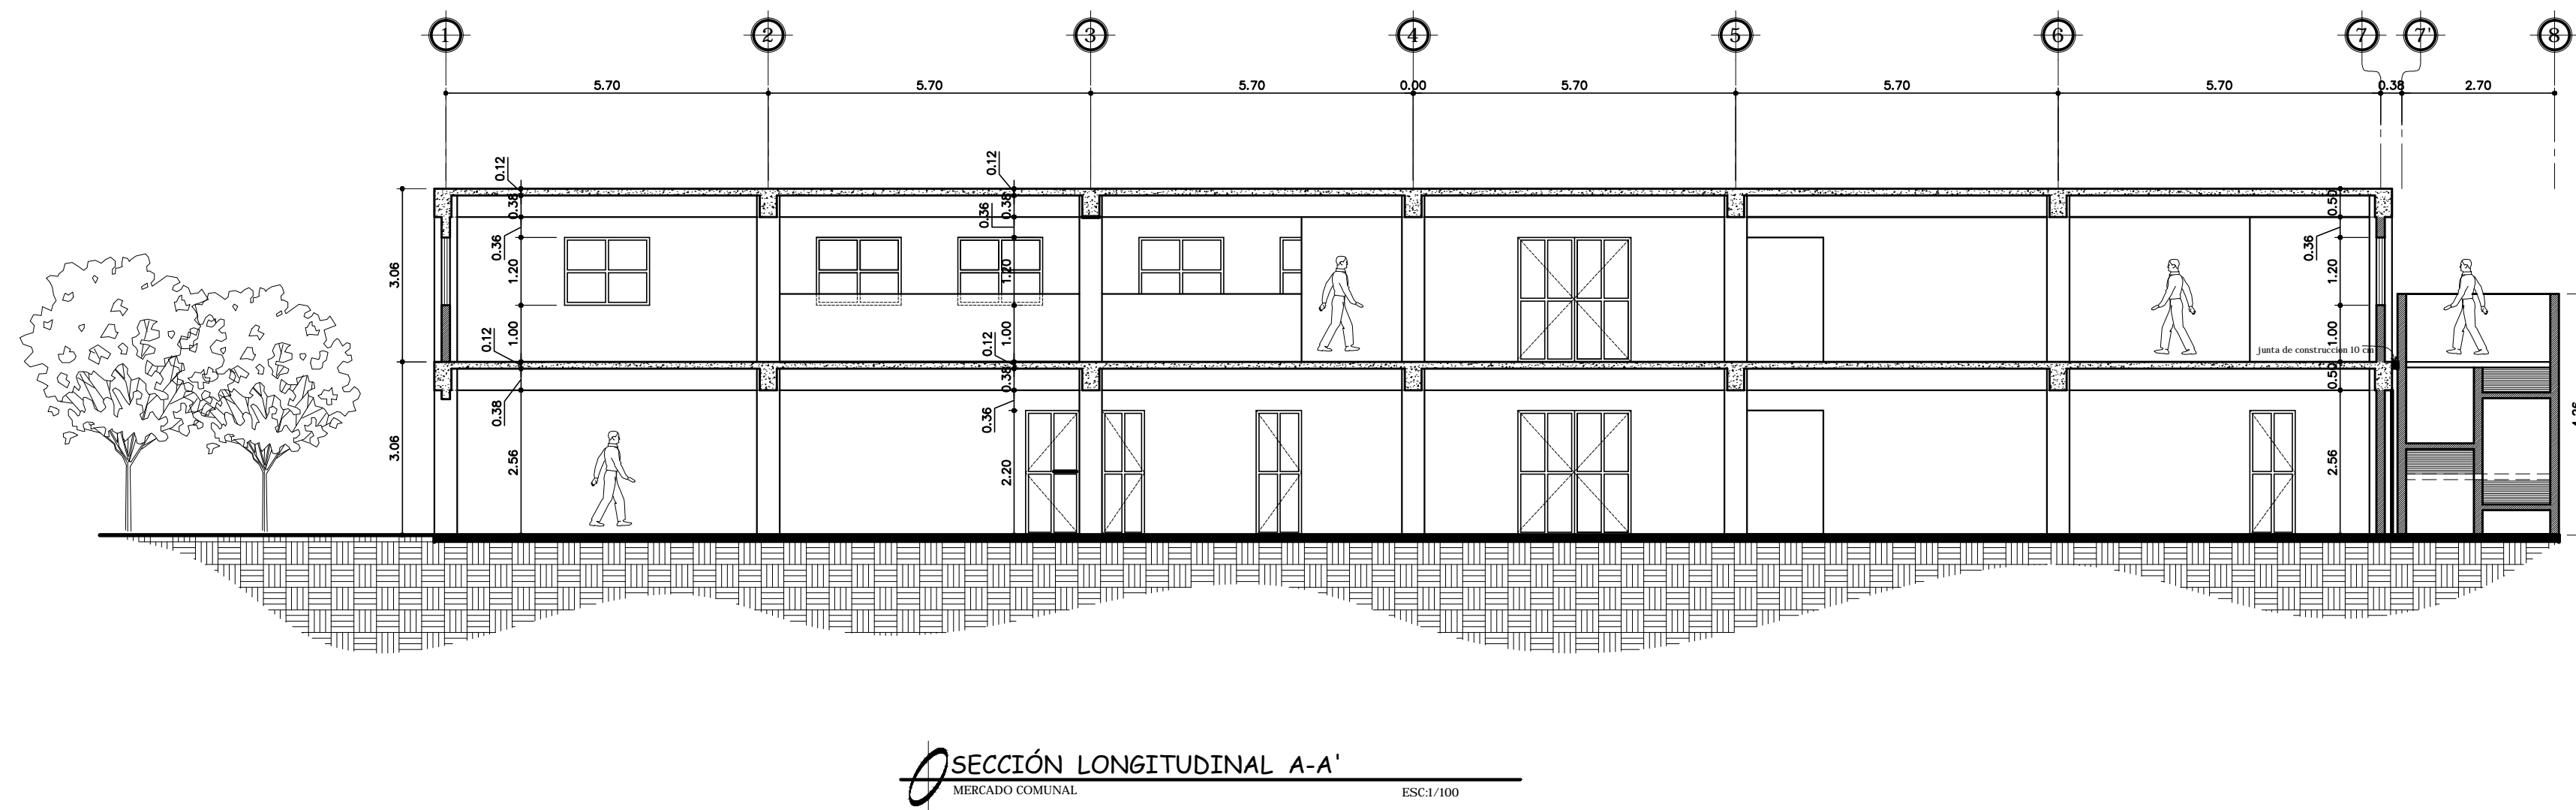 1 2 3 4 5 6 7 7' 8
5.70 5.70 5.70 0.00 5.70 5.70 5.70 0.38 2.70
0.12 0.12
0.38 0.36 0.38 0.50
0.36 0.36
3.06 1.20 1.20 1.20
0.12 1.00 0.12 1.00 1.00
junta de construccion 10 cm
0.38 0.50
0.38 0.36
3.06 2.56 2.20 2.56
SECCIÓN LONGITUDINAL A-A'
MERCADO COMUNAL ESC:1/100